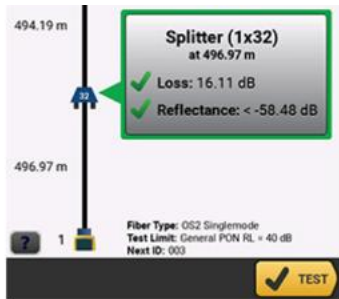 494.19 m
Splitter (1x32)
at 496.97 m
Loss: 16.11 dB
Reflectance: < -58.48 dB
32
496.97 m
? 1
Fiber Type: OS2 Singlemode
Test Limit: General PON RL = 40 dB
Next ID: 003
TEST